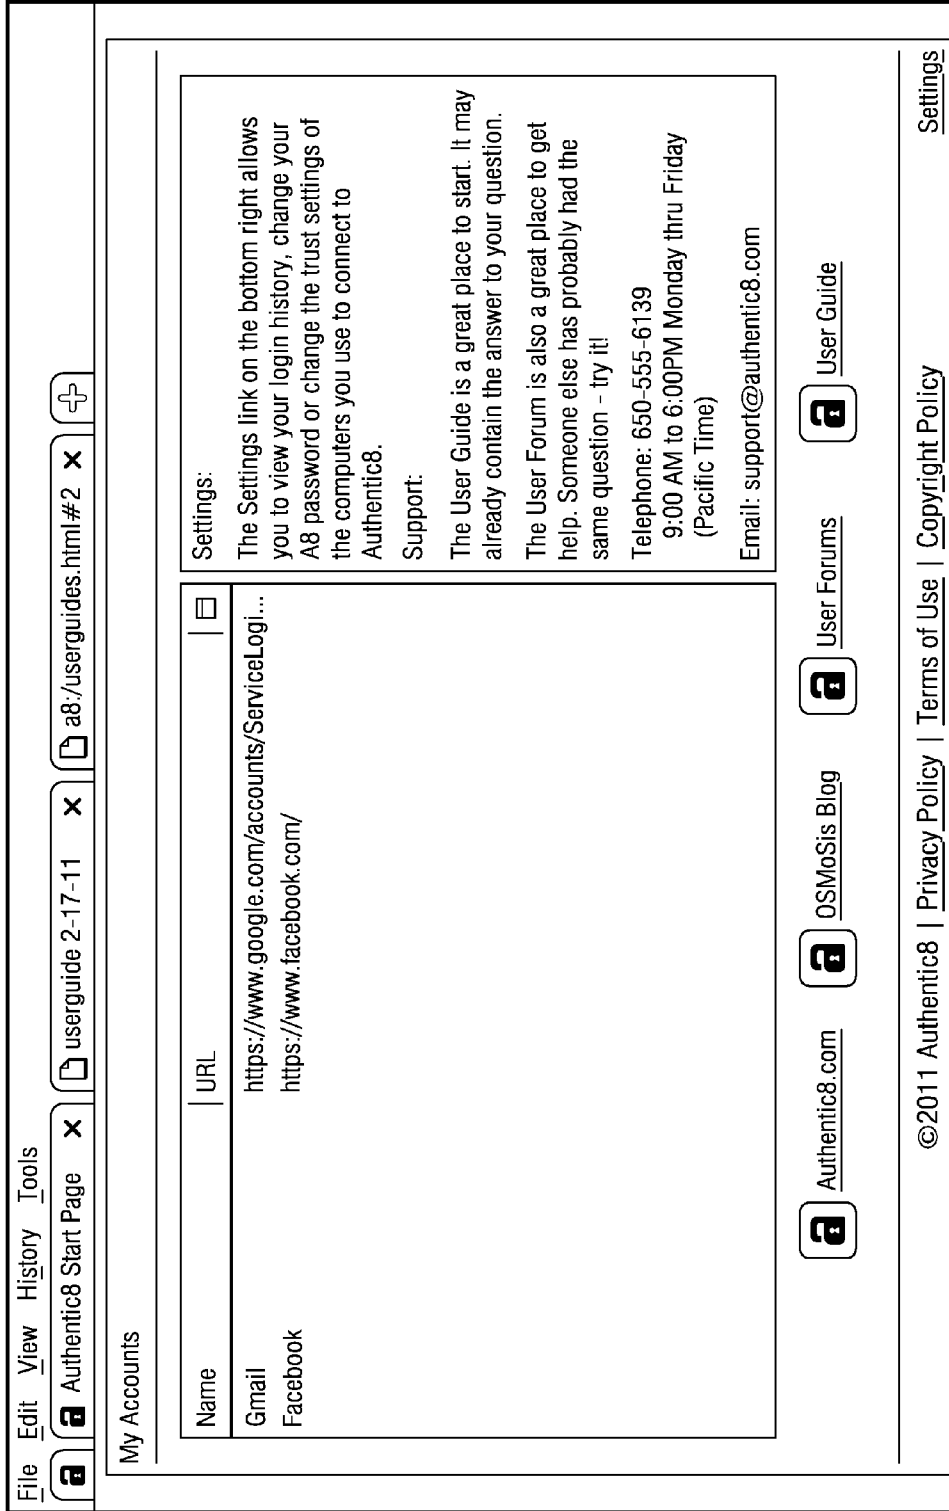 File Edit View History Tools
a Authentic8 Start Page × userguide 2-17-11 × a8:/userguides.html#2 ×
My Accounts
Name URL
Gmail https://www.google.com/accounts/ServiceLogi...
Facebook https://www.facebook.com/
Settings:
The Settings link on the bottom right allows
you to view your login history, change your
A8 password or change the trust settings of
the computers you use to connect to
Authentic8.
Support:
The User Guide is a great place to start. It may
already contain the answer to your question.
The User Forum is also a great place to get
help. Someone else has probably had the
same question - try it!
Telephone: 650-555-6139
9:00 AM to 6:00PM Monday thru Friday
(Pacific Time)
Email: support@authentic8.com
a Authentic8.com a OSMoSis Blog a User Forums a User Guide
©2011 Authentic8 | Privacy Policy | Terms of Use | Copyright Policy Settings